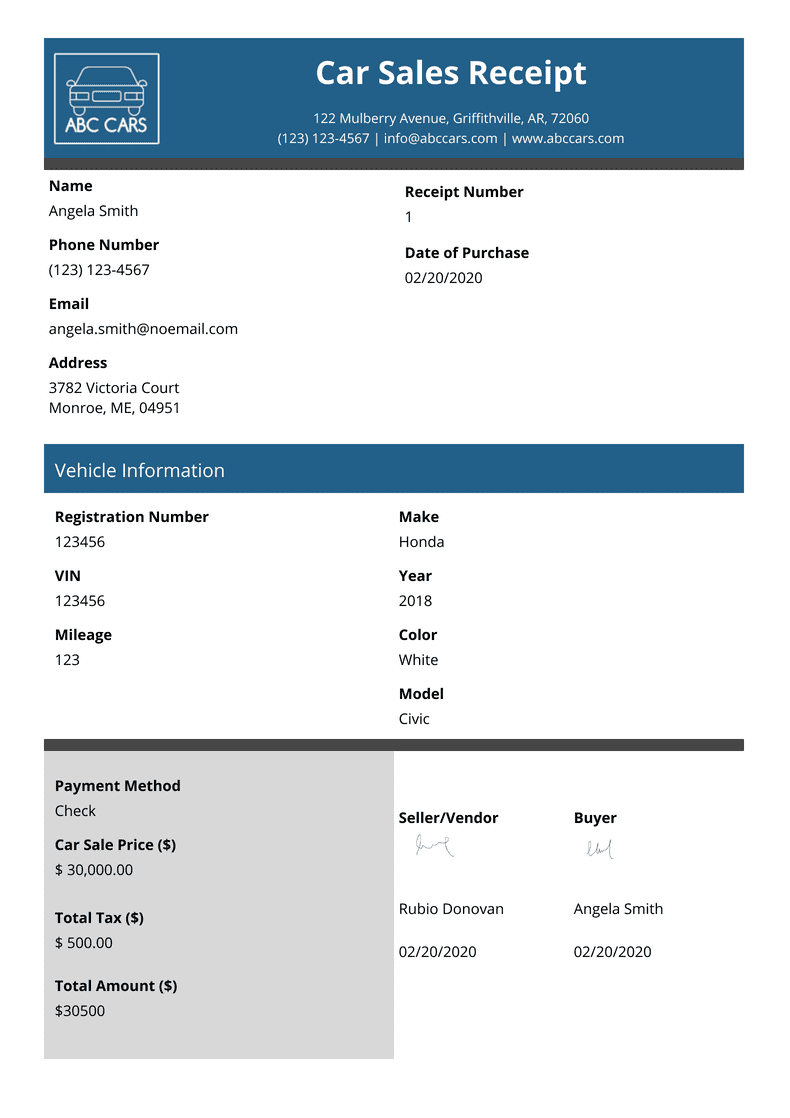 ABC CARS
Car Sales Receipt
122 Mulberry Avenue, Griffithville, AR, 72060
(123) 123-4567 | info@abccars.com | www.abccars.com
Name
Angela Smith
Phone Number
(123) 123-4567
Email
angela.smith@noemail.com
Address
3782 Victoria Court
Monroe, ME, 04951
Receipt Number
1
Date of Purchase
02/20/2020
Vehicle Information
Registration Number
123456
VIN
123456
Mileage
123
Make
Honda
Year
2018
Color
White
Model
Civic
Payment Method
Check
Car Sale Price ($)
$ 30,000.00
Total Tax ($)
$ 500.00
Total Amount ($)
$30500
Seller/Vendor
Rubio Donovan
02/20/2020
Buyer
Angela Smith
02/20/2020